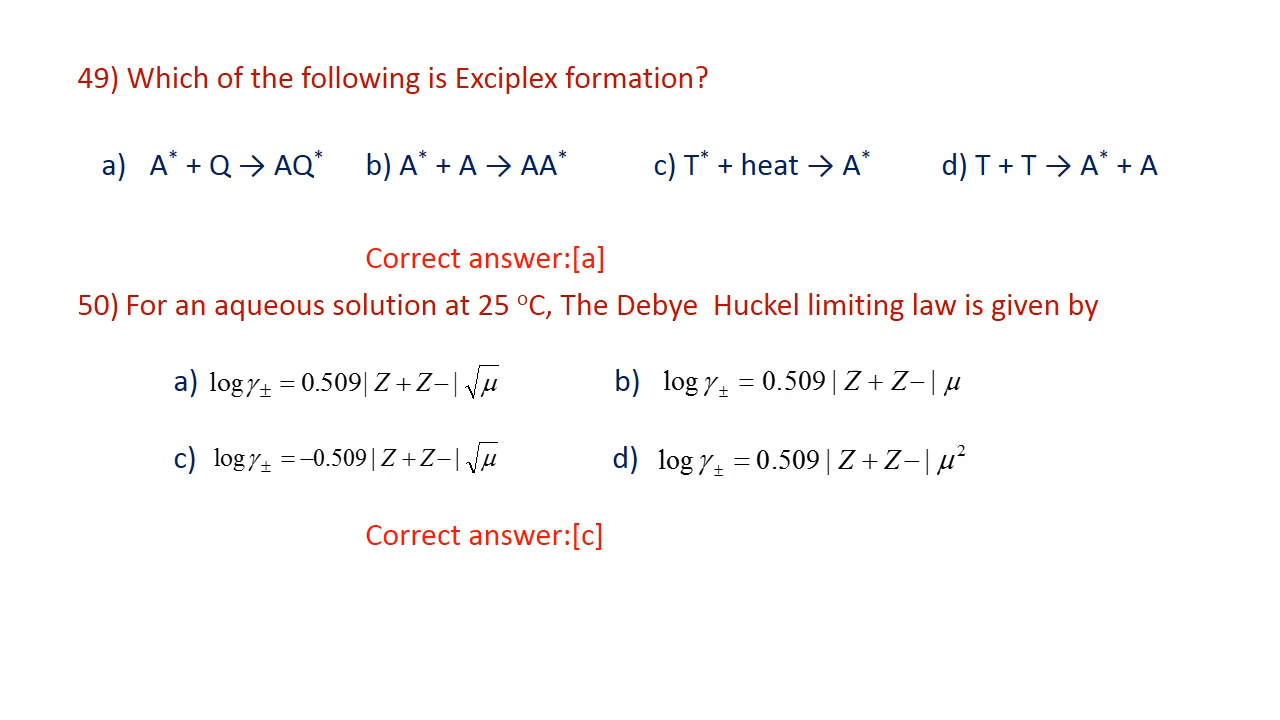 49) Which of the following is Exciplex formation?
a) A* + Q → AQ* b) A* + A → AA* c) T* + heat → A* d) T + T → A* + A
Correct answer:[a]
50) For an aqueous solution at 25 ⁰C, The Debye Huckel limiting law is given by
a) log γ± = 0.509 | Z + Z − | √μ b) log γ± = 0.509 | Z + Z − | μ
c) log γ± = −0.509 | Z + Z − | √μ d) log γ± = 0.509 | Z + Z − | μ²
Correct answer:[c]